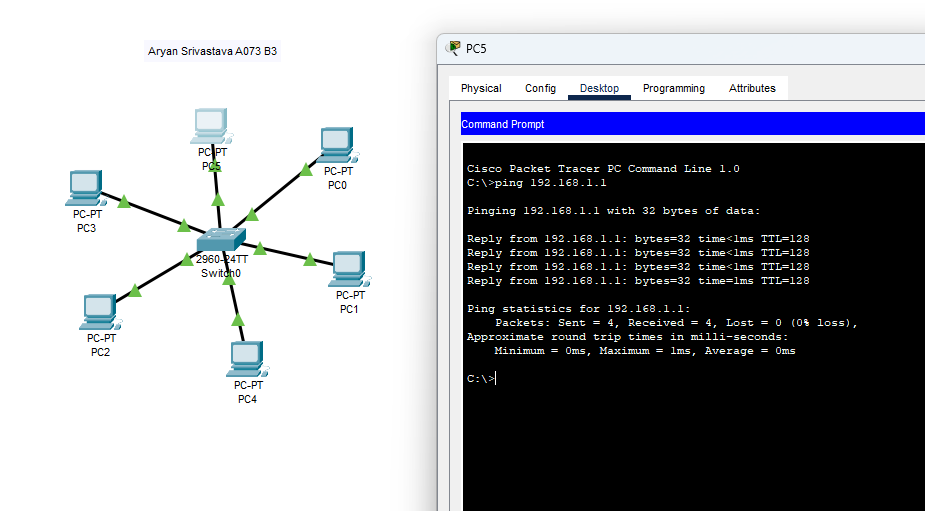 Aryan Srivastava A073 B3
PC-PT
PC5
PC-PT
PC0
PC-PT
PC3
2960-24TT
Switch0
PC-PT
PC1
PC-PT
PC2
PC-PT
PC4
PC5
Physical Config Desktop Programming Attributes
Command Prompt
Cisco Packet Tracer PC Command Line 1.0
C:\>ping 192.168.1.1
Pinging 192.168.1.1 with 32 bytes of data:
Reply from 192.168.1.1: bytes=32 time<1ms TTL=128
Reply from 192.168.1.1: bytes=32 time<1ms TTL=128
Reply from 192.168.1.1: bytes=32 time<1ms TTL=128
Reply from 192.168.1.1: bytes=32 time=1ms TTL=128
Ping statistics for 192.168.1.1:
Packets: Sent = 4, Received = 4, Lost = 0 (0% loss),
Approximate round trip times in milli-seconds:
Minimum = 0ms, Maximum = 1ms, Average = 0ms
C:\>